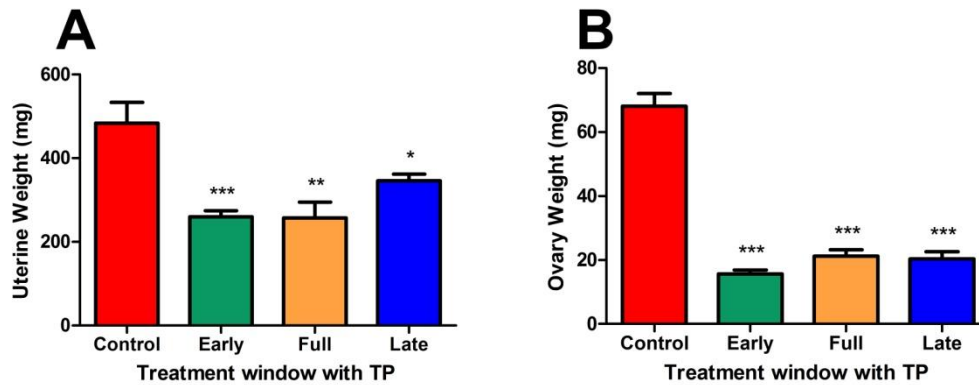 A
Uterine Weight (mg)
600
400
200
0
***
**
*
Control Early Full Late
Treatment window with TP
B
Ovary Weight (mg)
80
60
40
20
0
***
***
***
Control Early Full Late
Treatment window with TP